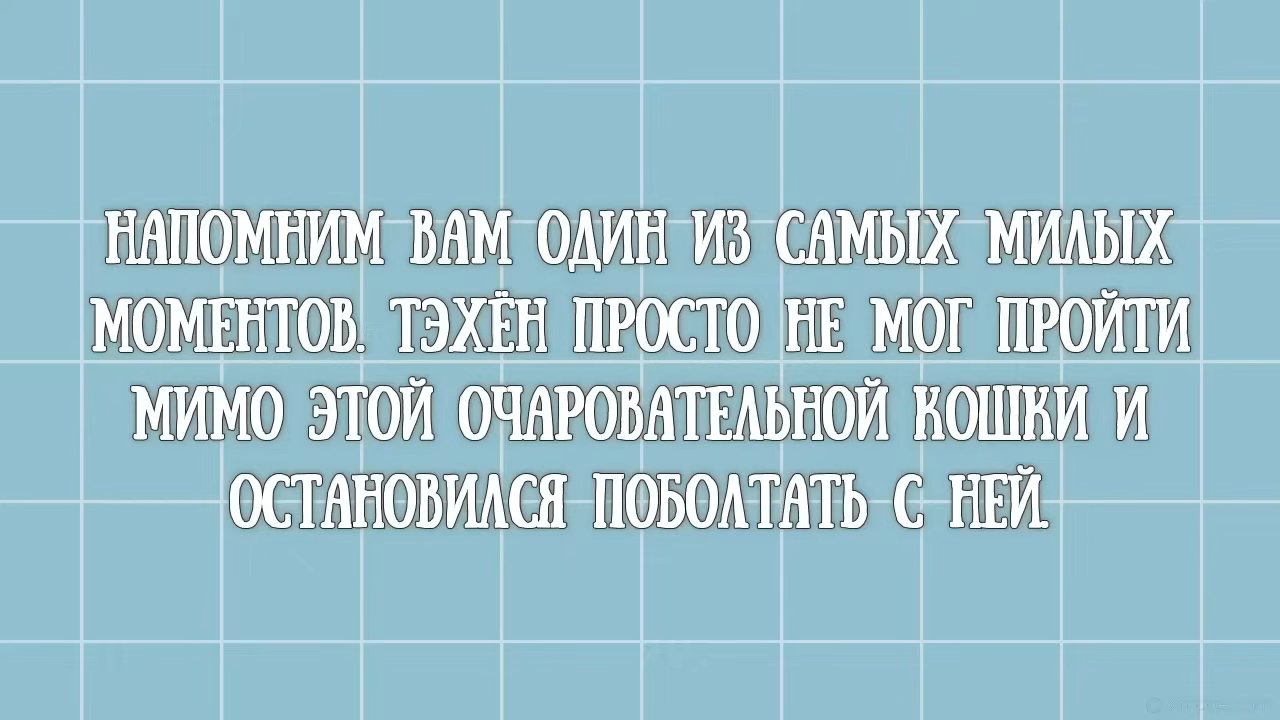 НАПОМНИМ ВАМ ОДИН ИЗ САМЫХ МИЛЫХ
МОМЕНТОВ. ТЭХЁН ПРОСТО НЕ МОГ ПРОЙТИ
МИМО ЭТОЙ ОЧАРОВАТЕЛЬНОЙ КОШКИ И
ОСТАНОВИЛСЯ ПОБОЛТАТЬ С НЕЙ.